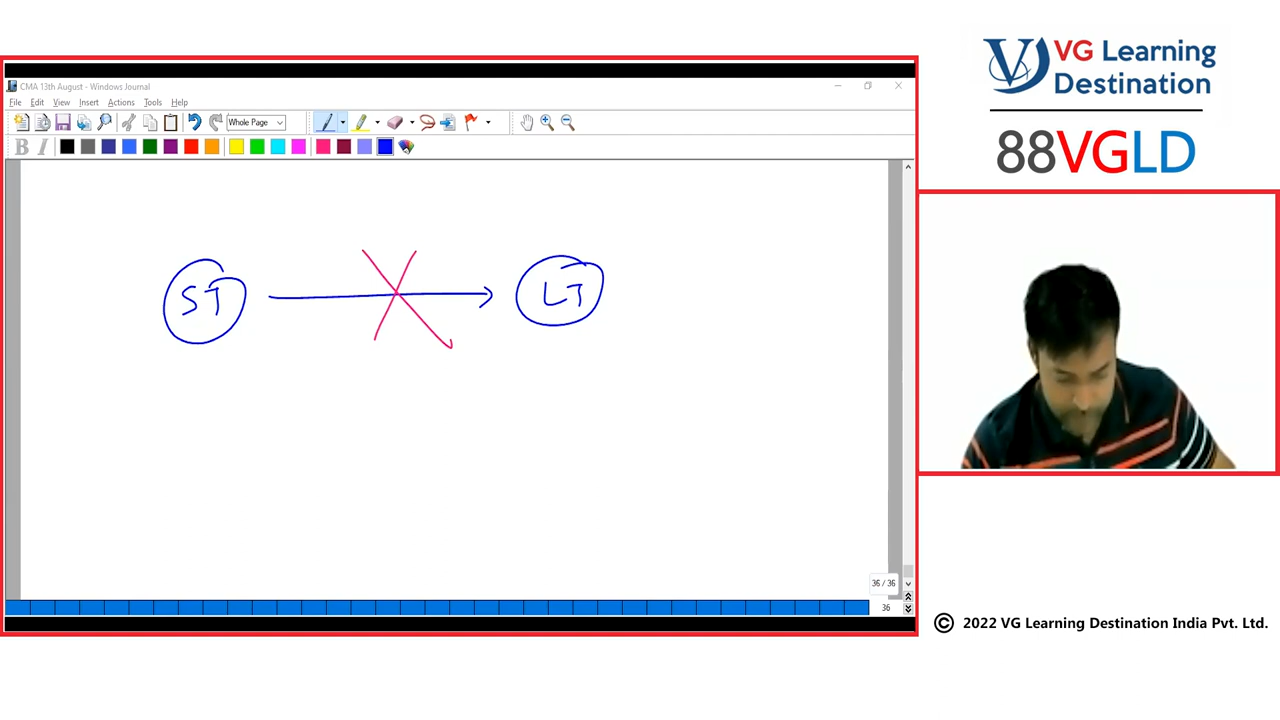 VG Learning
Destination
88VGLD
CMA 13th August - Windows Journal
File Edit View Insert Actions Tools Help
Whole Page
B I
ST
LT
36 / 36
36
© 2022 VG Learning Destination India Pvt. Ltd.